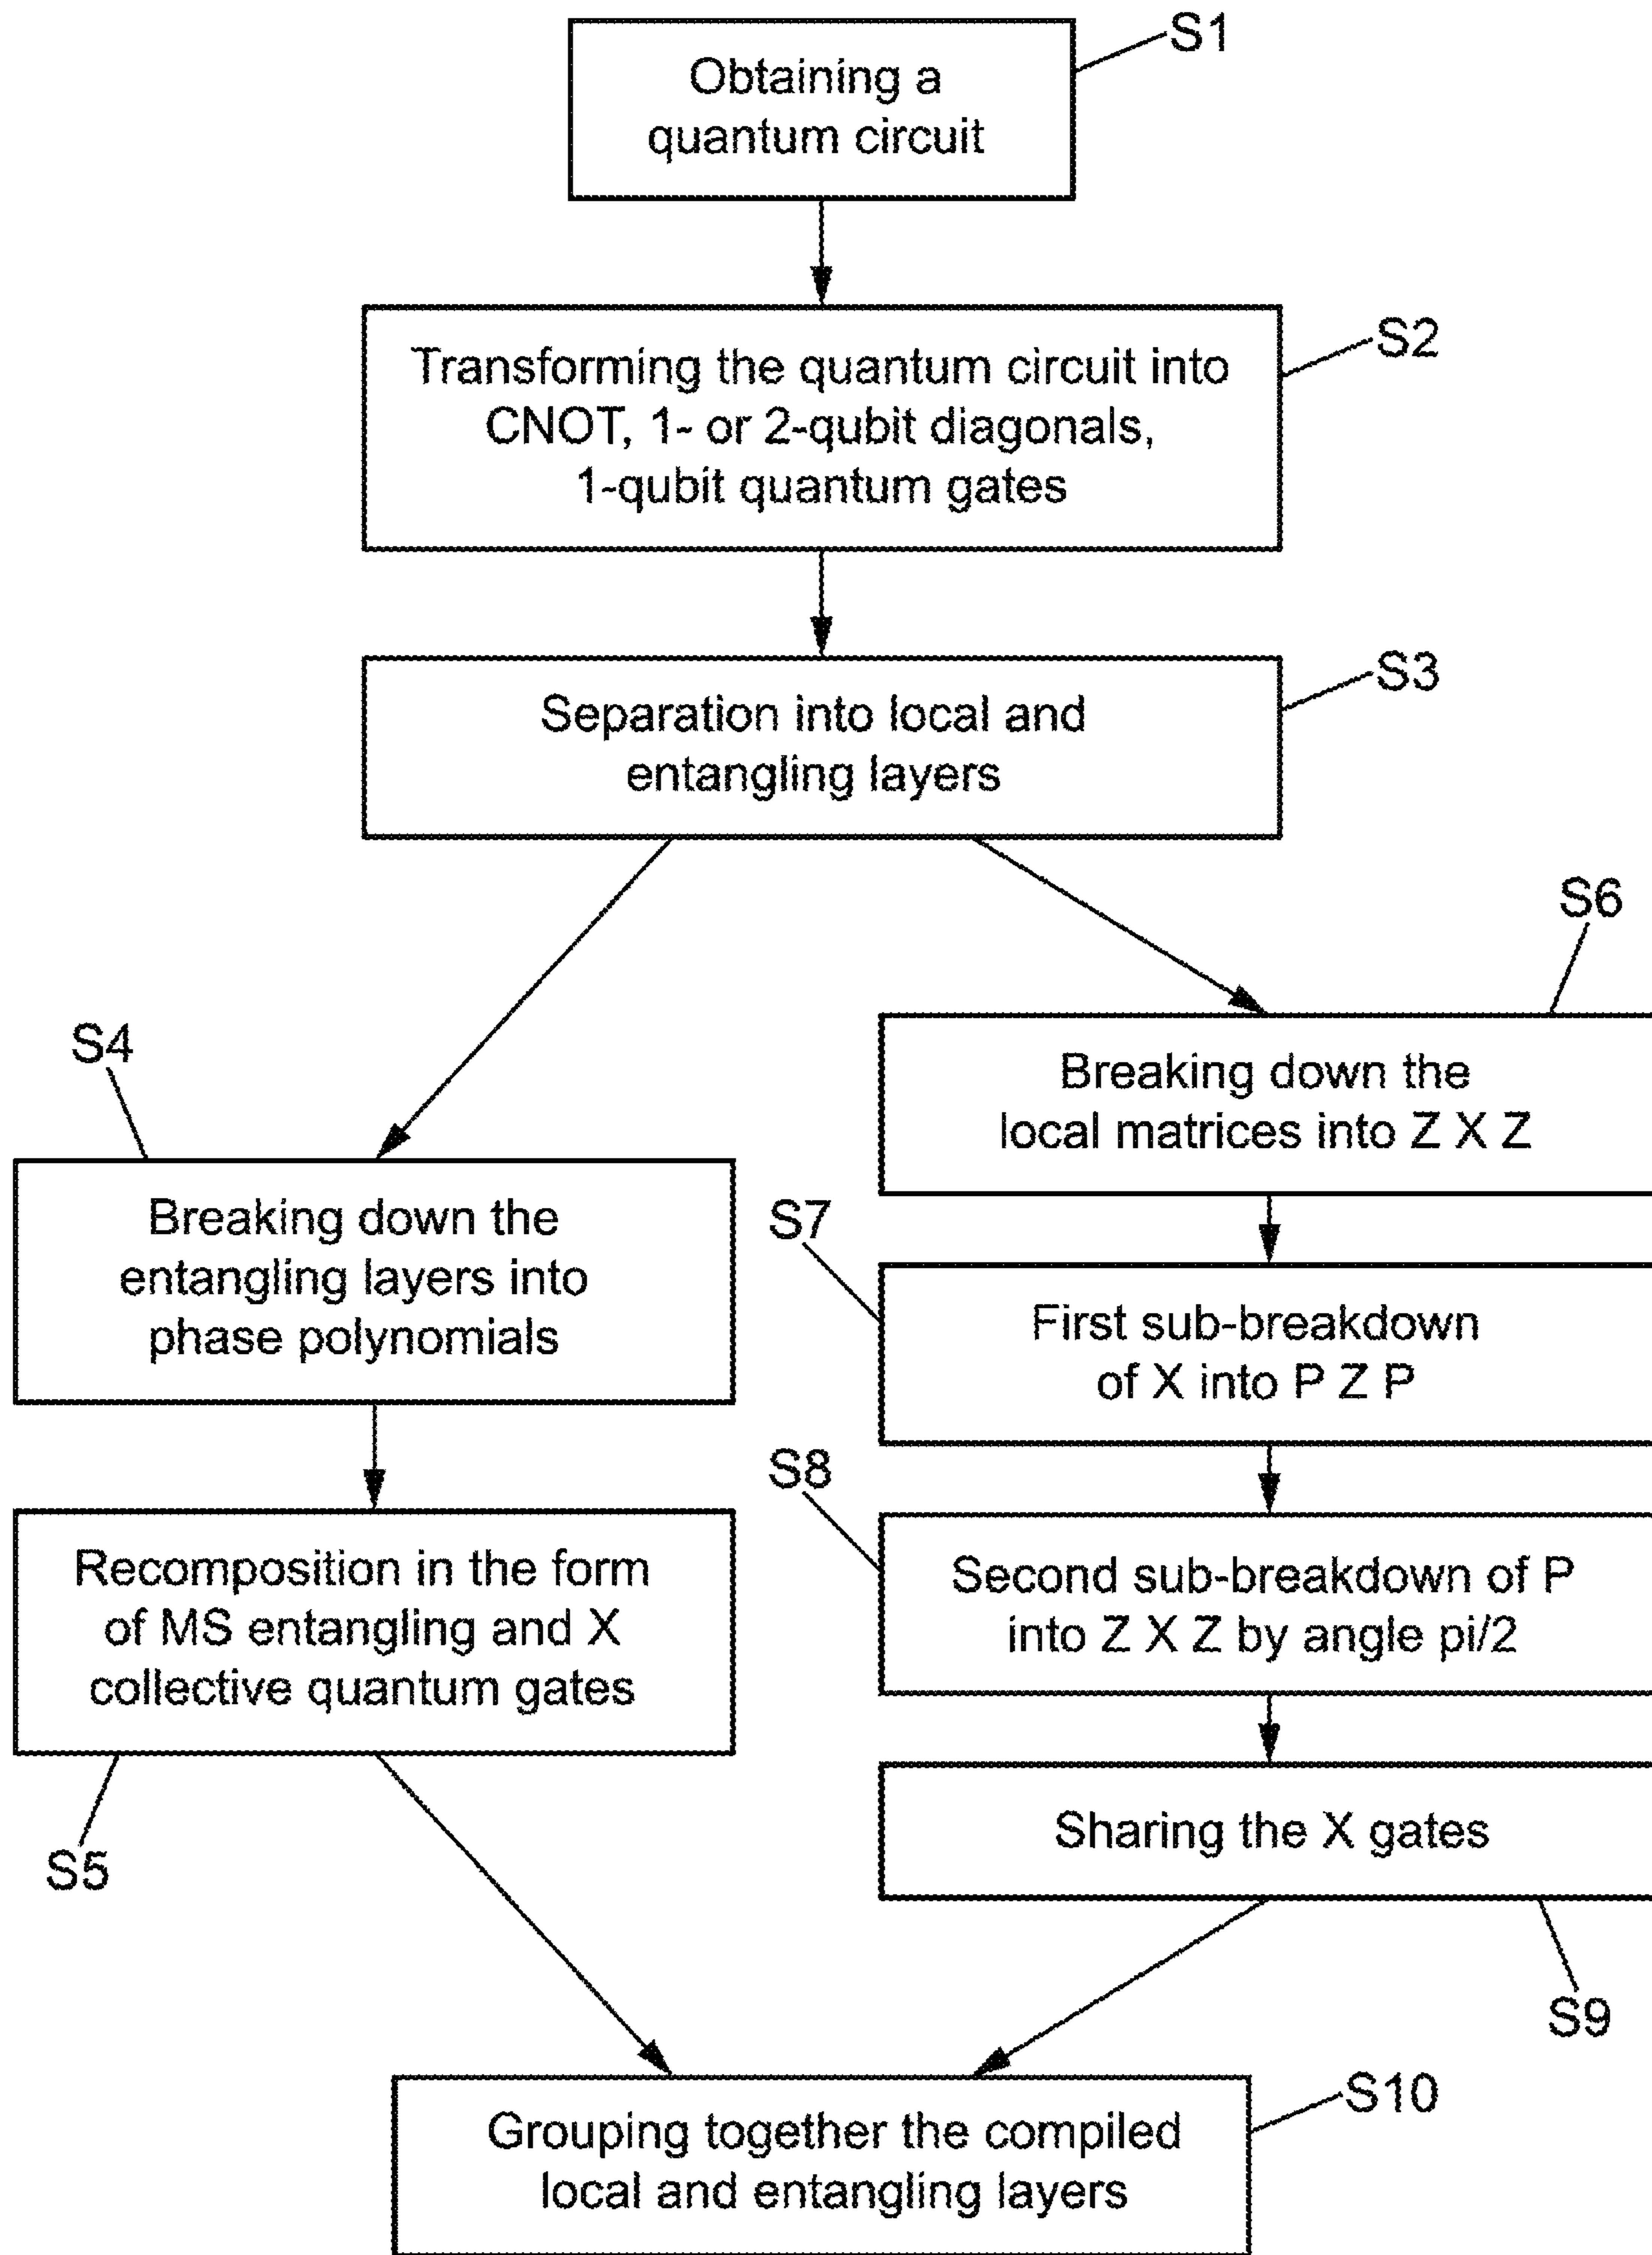 S1
Obtaining a
quantum circuit
S2
Transforming the quantum circuit into
CNOT, 1- or 2-qubit diagonals,
1-qubit quantum gates
S3
Separation into local and
entangling layers
S4
Breaking down the
entangling layers into
phase polynomials
Recomposition in the form
of MS entangling and X
collective quantum gates
S5
S6
Breaking down the
local matrices into Z X Z
S7
First sub-breakdown
of X into P Z P
S8
Second sub-breakdown of P
into Z X Z by angle pi/2
Sharing the X gates
S9
S10
Grouping together the compiled
local and entangling layers